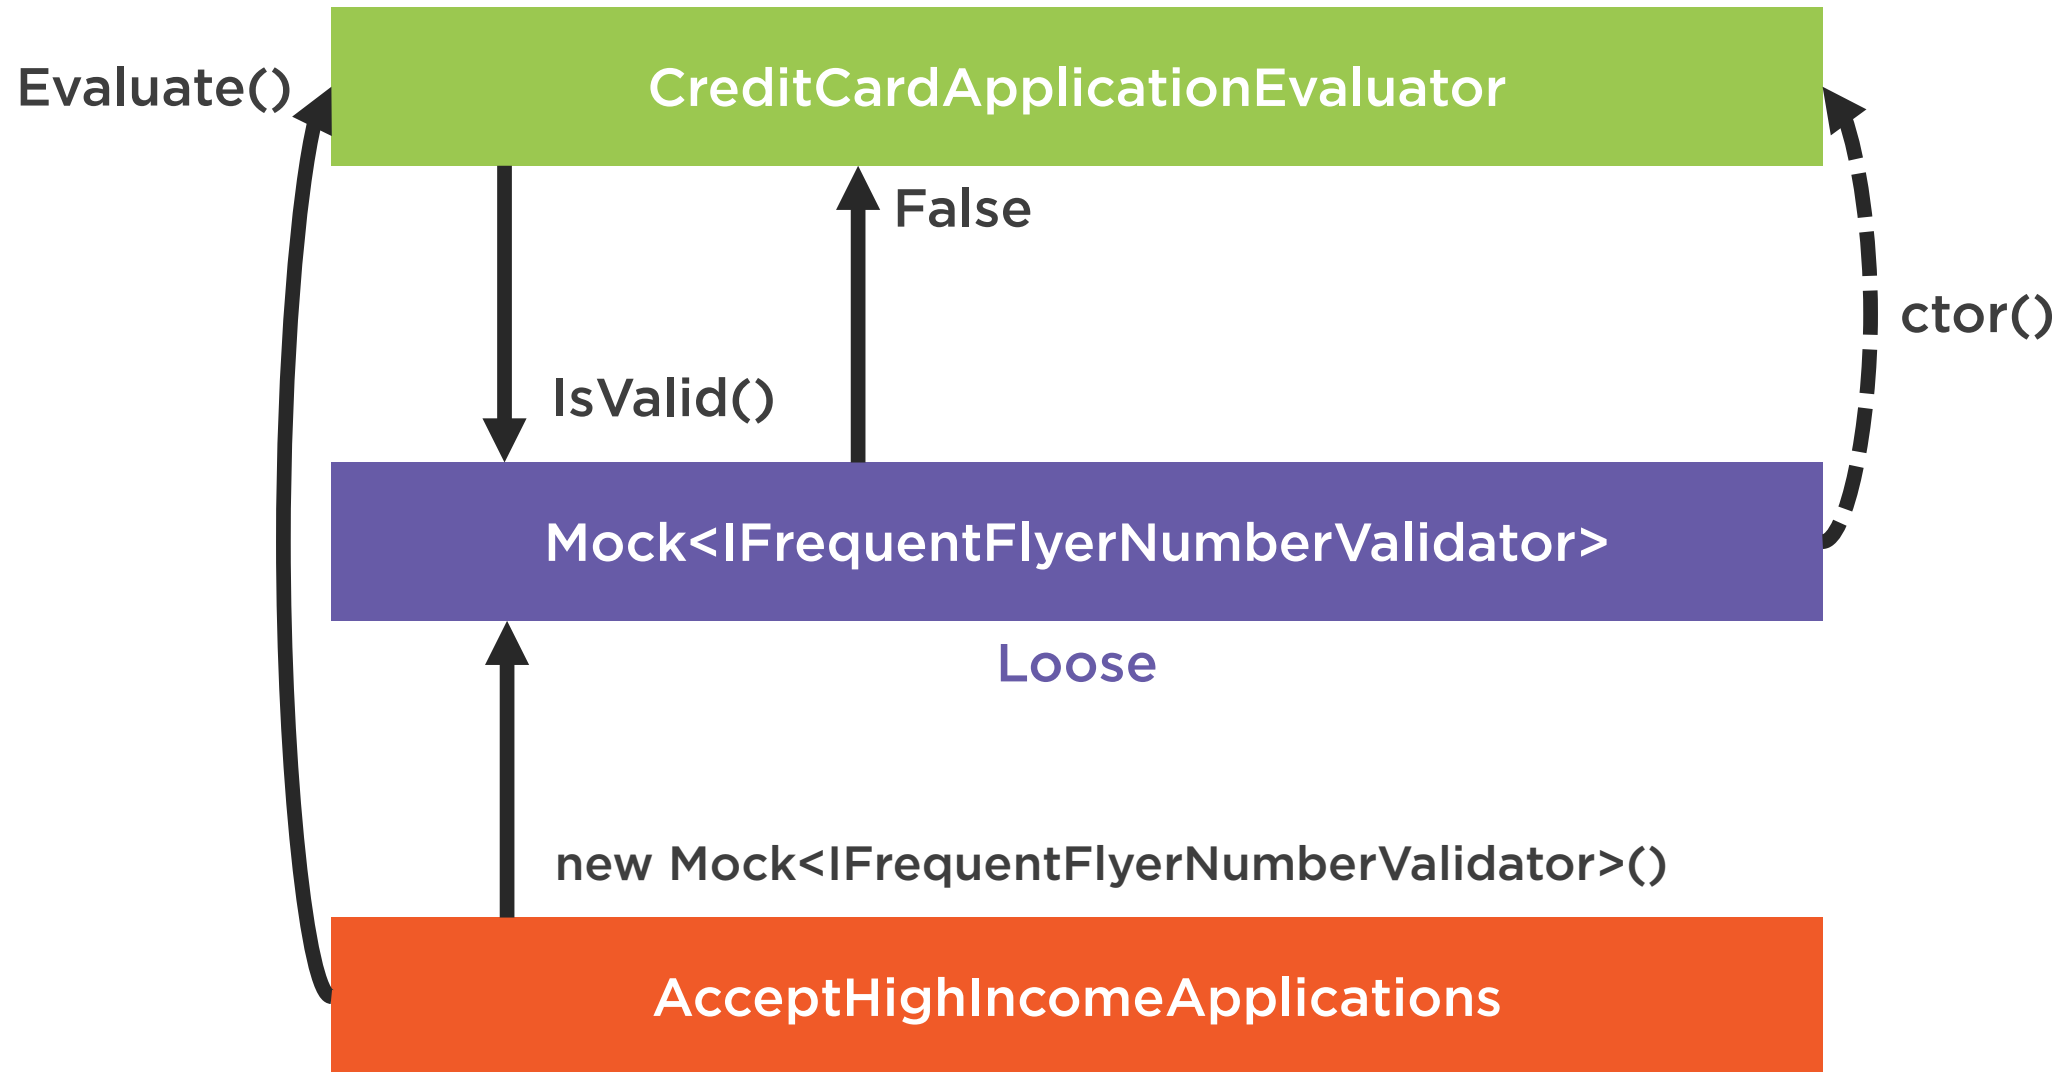 Evaluate()
CreditCardApplicationEvaluator
False
ctor()
IsValid()
Mock<IFrequentFlyerNumberValidator>
Loose
new Mock<IFrequentFlyerNumberValidator>()
AcceptHighIncomeApplications